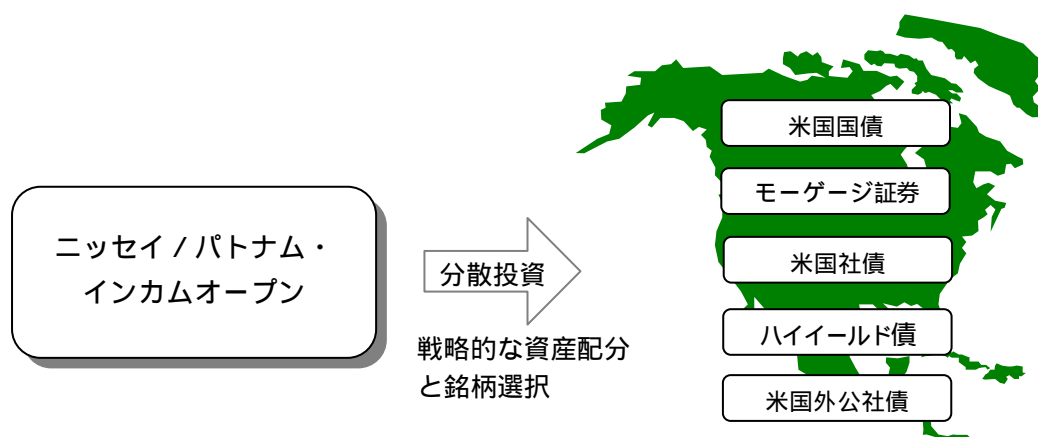 ニッセイ / パトナム・
インカムオープン
分散投資
戦略的な資産配分
と銘柄選択
米国国債
モーゲージ証券
米国社債
ハイイールド債
米国外公社債